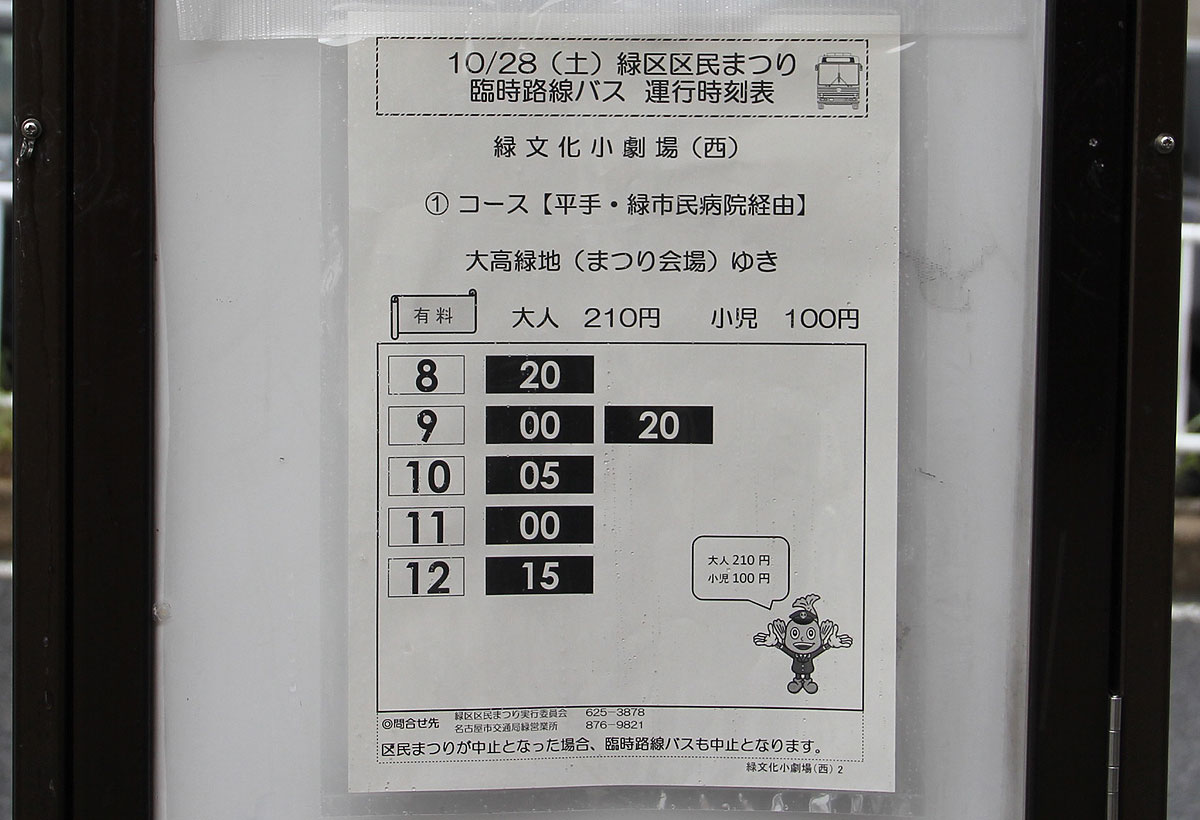 10/28（土）緑区区民まつり
臨時路線バス 運行時刻表
緑文化小劇場（西）
① コース【平手・緑市民病院経由】
大高緑地（まつり会場）ゆき
有料 大人 210円 小児 100円
8 20
9 00 20
10 05
11 00
12 15
大人 210 円
小児 100 円
◎問合せ先 緑区区民まつり実行委員会 625−3878
名古屋市交通局緑営業所 876−9821
区民まつりが中止となった場合、臨時路線バスも中止となります。
緑文化小劇場（西）2